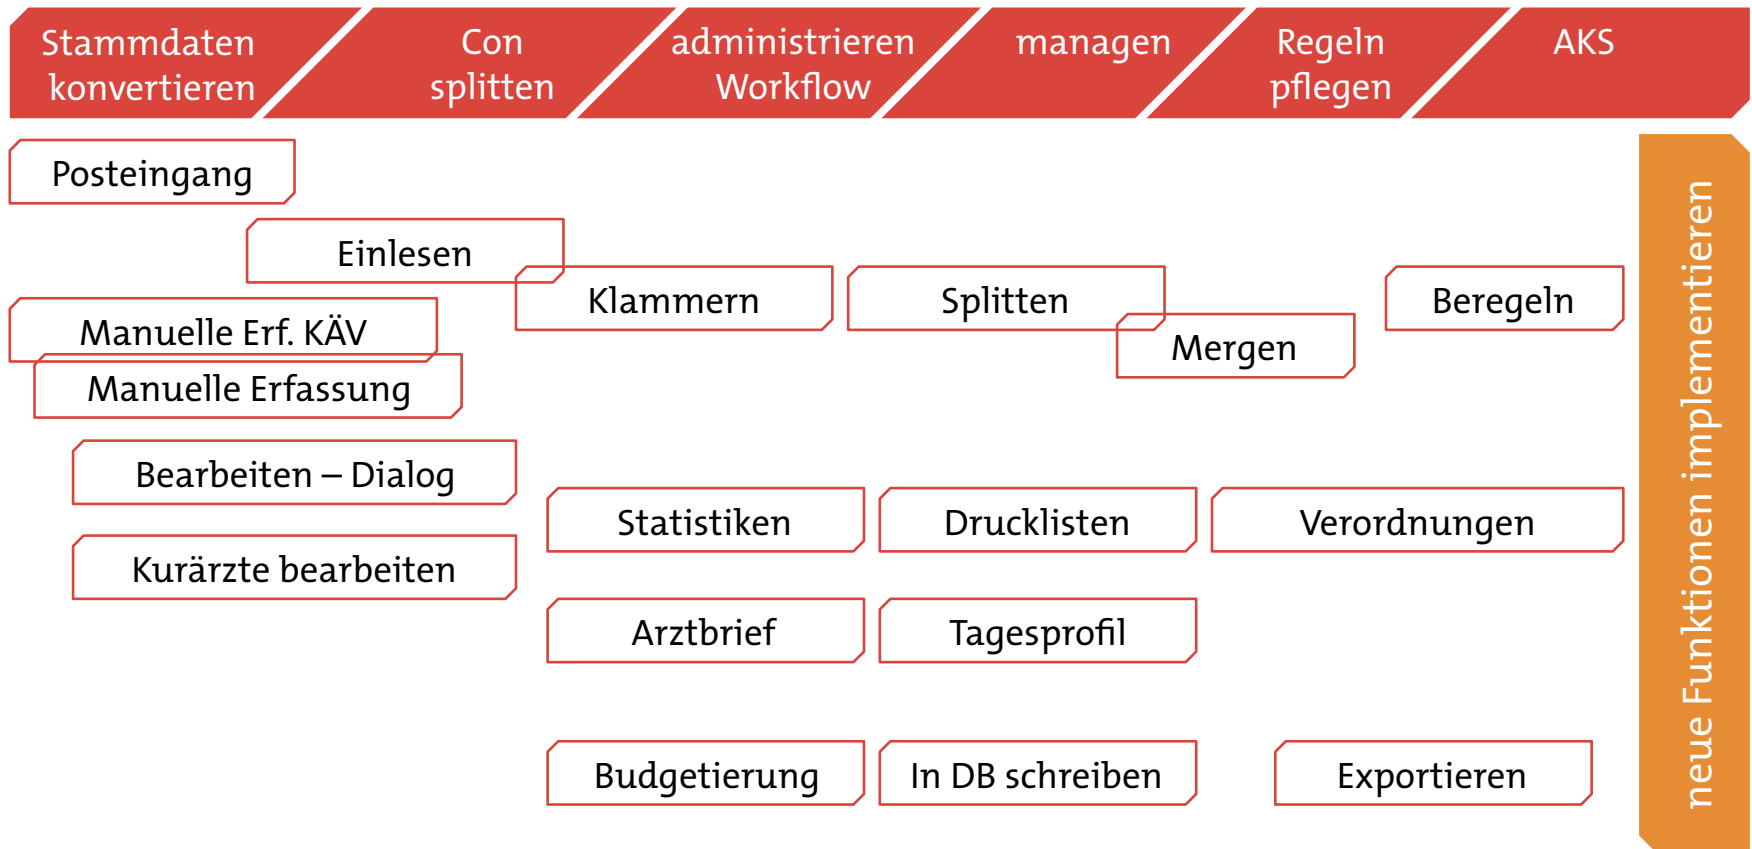 Stammdaten
konvertieren
Con
splitten
administrieren
Workflow
managen
Regeln
pflegen
AKS
Posteingang
Einlesen
Klammern
Splitten
Beregeln
Manuelle Erf. KÄV
Mergen
Manuelle Erfassung
Bearbeiten – Dialog
Statistiken
Drucklisten
Verordnungen
Kurärzte bearbeiten
Arztbrief
Tagesprofil
Budgetierung
In DB schreiben
Exportieren
neue Funktionen implementieren